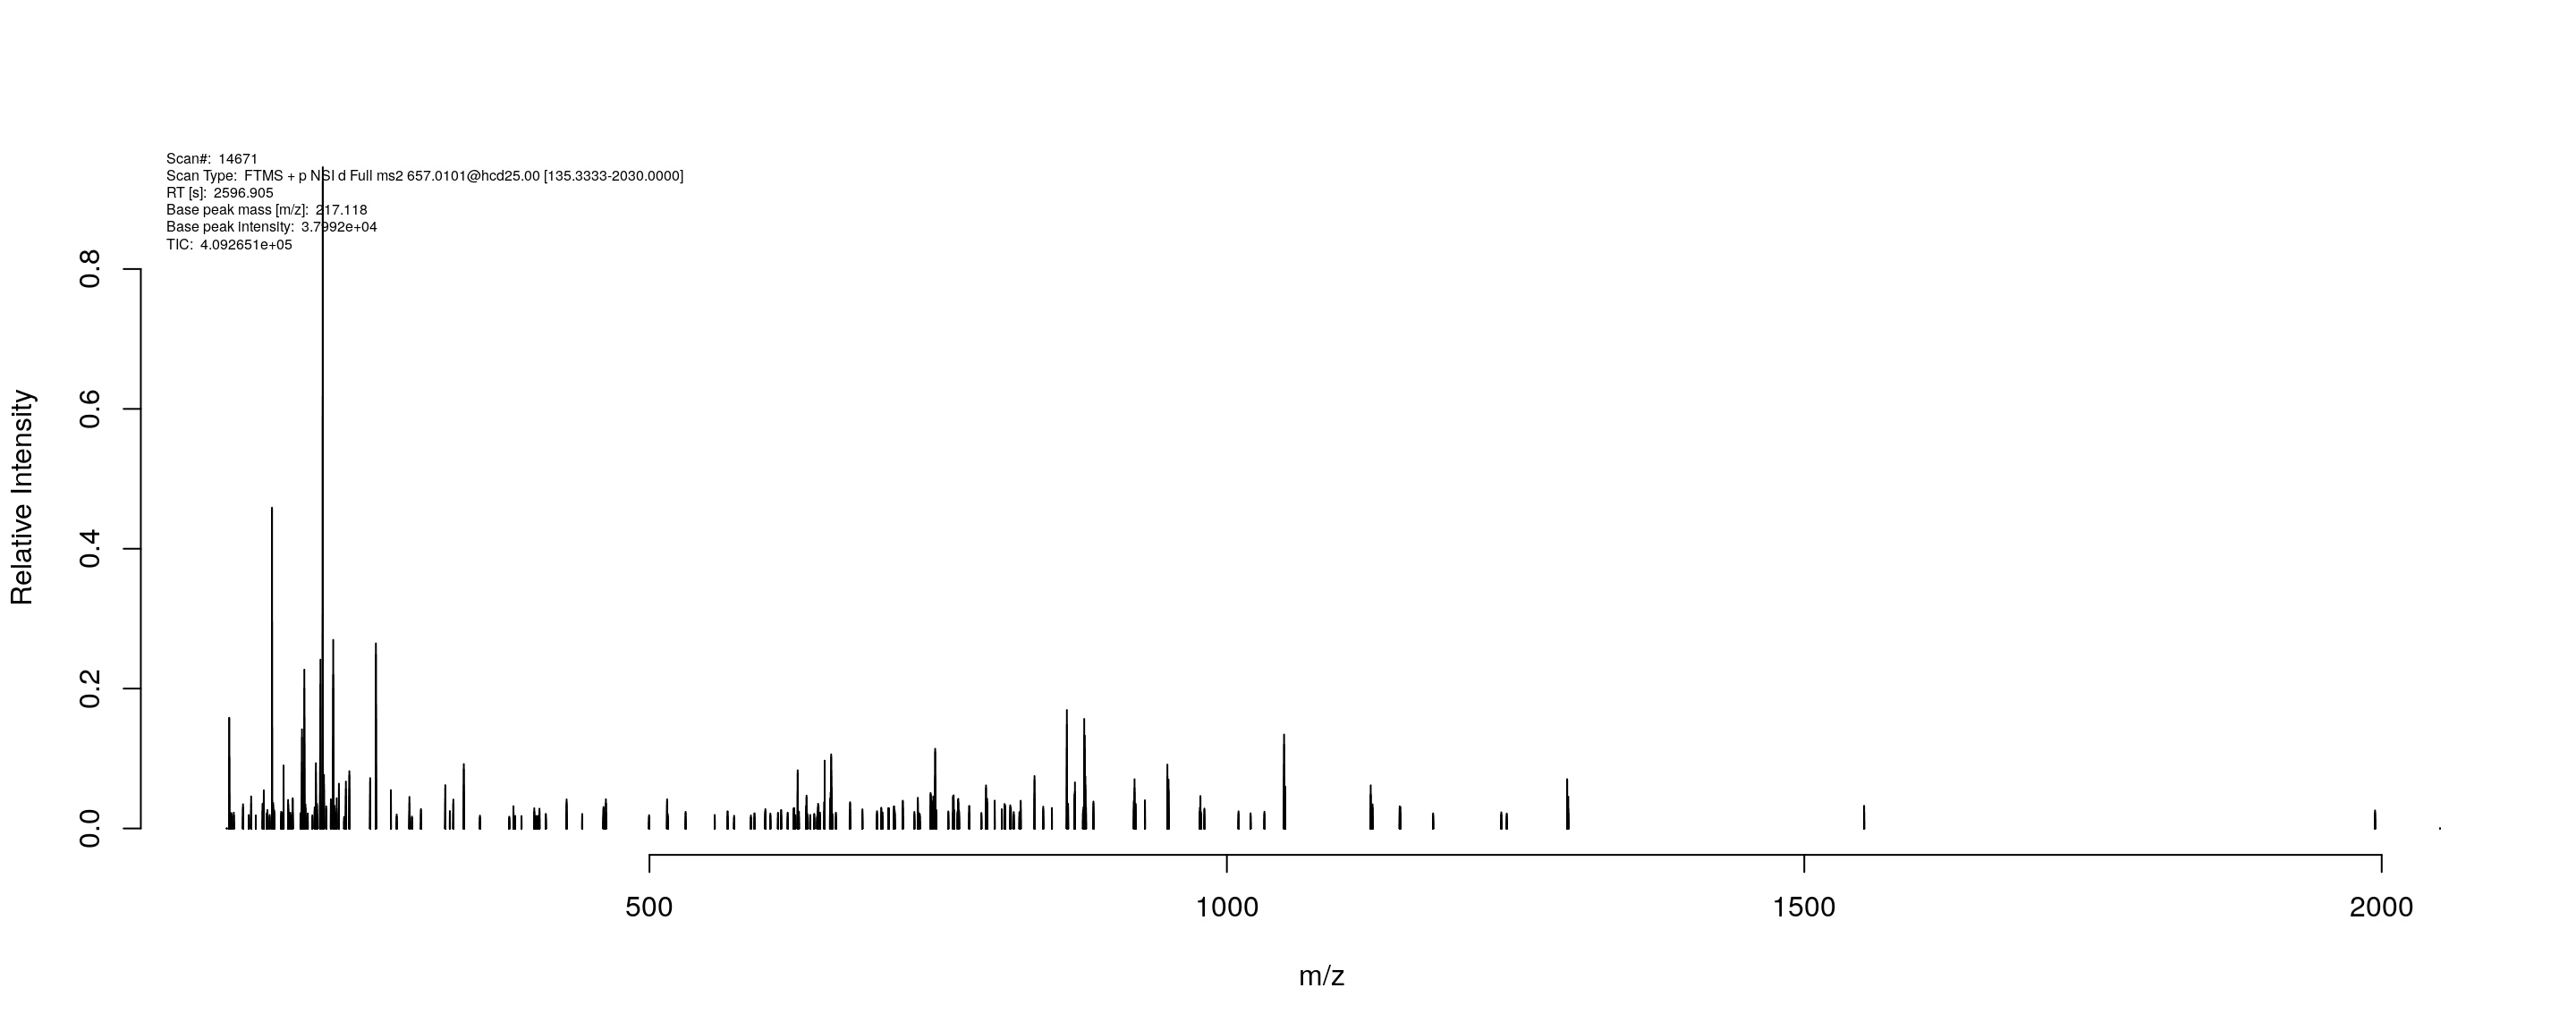 Scan#: 14671
Scan Type: FTMS + p NSI d Full ms2 657.0101@hcd25.00 [135.3333-2030.0000]
RT [s]: 2596.905
Base peak mass [m/z]: 217.118
Base peak intensity: 3.7992e+04
TIC: 4.092651e+05
0.8
0.6
0.4
0.2
0.0
Relative Intensity
500 1000 1500 2000
m/z